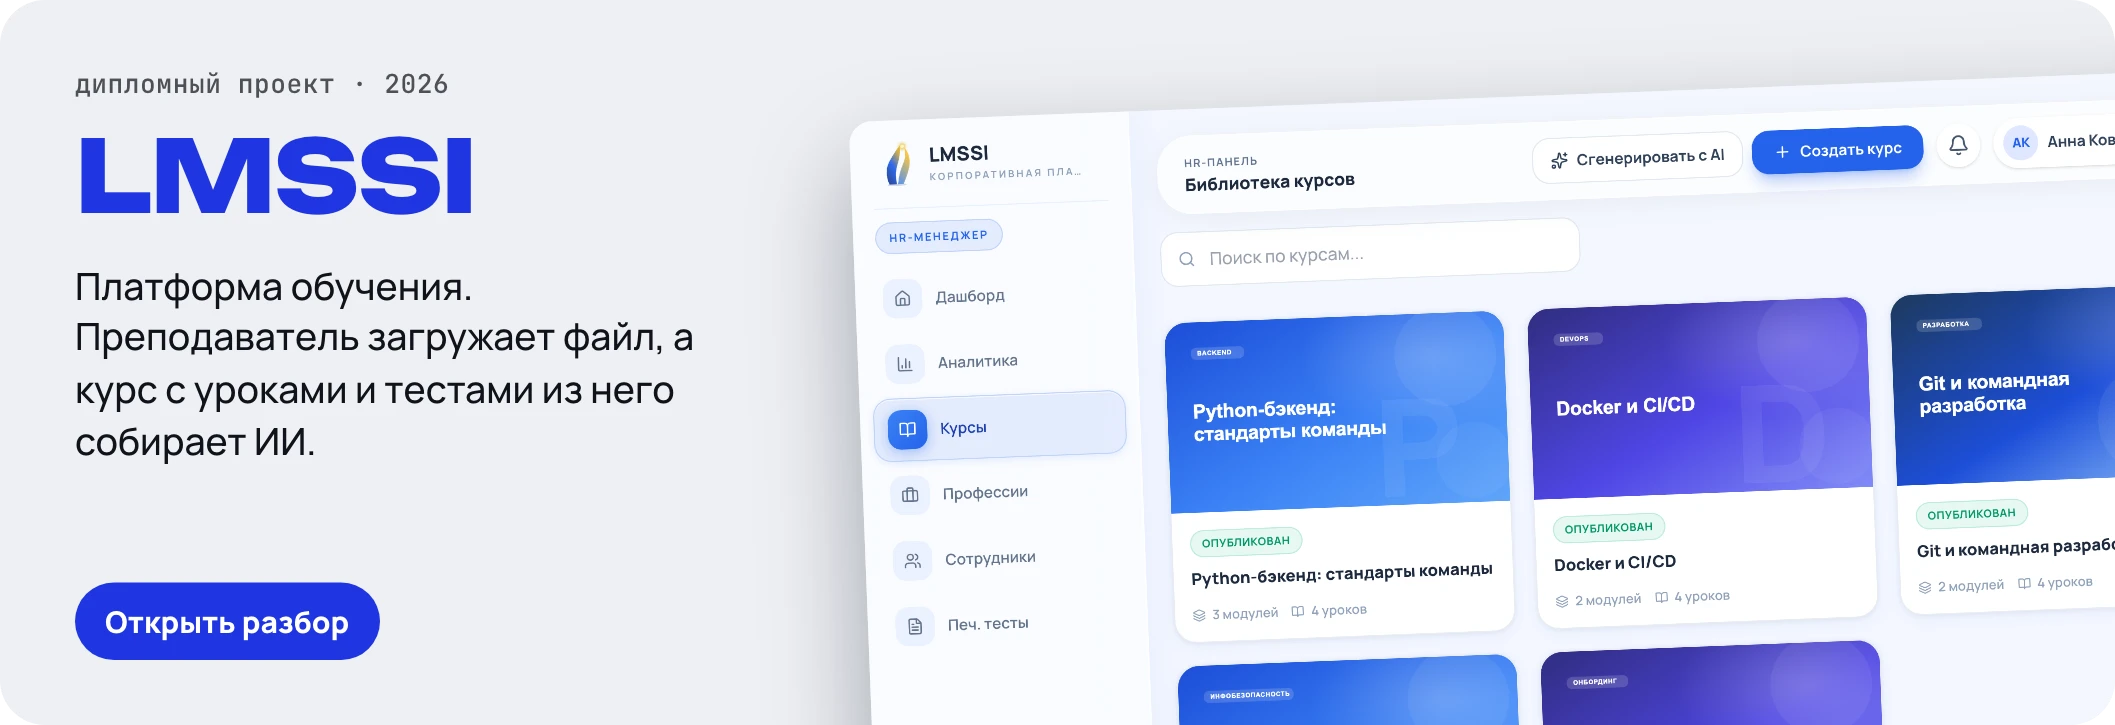 дипломный проект · 2026
LMSSI
Платформа обучения.
Преподаватель загружает файл, а
курс с уроками и тестами из него
собирает ИИ.
Открыть разбор
LMSSI
КОРПОРАТИВНАЯ ПЛА...
HR-МЕНЕДЖЕР
Дашборд
Аналитика
Курсы
Профессии
Сотрудники
Печ. тесты
HR-ПАНЕЛЬ
Библиотека курсов
Сгенерировать с AI
+ Создать курс
АК
Анна Ков
Поиск по курсам...
BACKEND
Python-бэкенд:
стандарты команды
P
ОПУБЛИКОВАН
Python-бэкенд: стандарты команды
3 модулей 4 уроков
DEVOPS
Docker и CI/CD
D
ОПУБЛИКОВАН
Docker и CI/CD
2 модулей 4 уроков
РАЗРАБОТКА
Git и командная
разработка
ОПУБЛИКОВАН
Git и командная разрабо
2 модулей 4 уроков
ИНФОБЕЗОПАСНОСТЬ
ОНБОРДИНГ